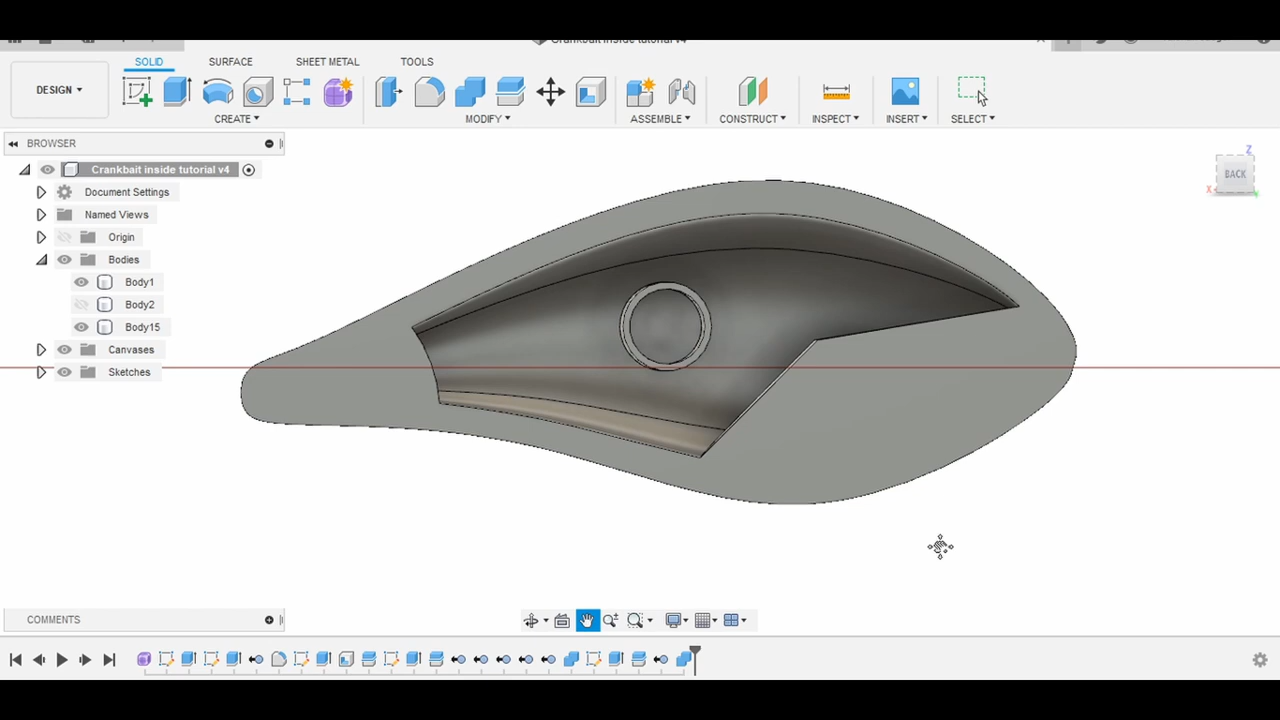 Crankbait inside tutorial v4
SOLID SURFACE SHEET METAL TOOLS
DESIGN
CREATE MODIFY ASSEMBLE CONSTRUCT INSPECT INSERT SELECT
BROWSER
Z
BACK
X
Crankbait inside tutorial v4
Document Settings
Named Views
Origin
Bodies
Body1
Body2
Body15
Canvases
Sketches
COMMENTS